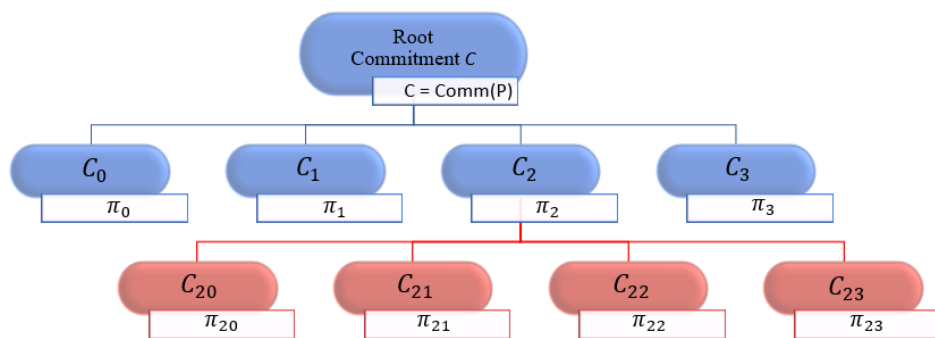 Root
Commitment C
C = Comm(P)
C₀
C₁
C₂
C₃
π₀
π₁
π₂
π₃
C₂₀
C₂₁
C₂₂
C₂₃
π₂₀
π₂₁
π₂₂
π₂₃